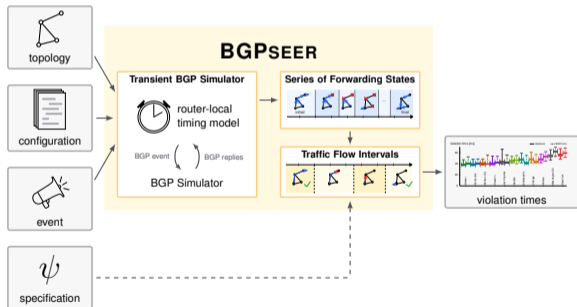 BGPSEER
topology
configuration
event
ψ
specification
Transient BGP Simulator
router-local
timing model
BGP event
BGP replies
BGP Simulator
Series of Forwarding States
initial
...
final
Traffic Flow Intervals
violation times